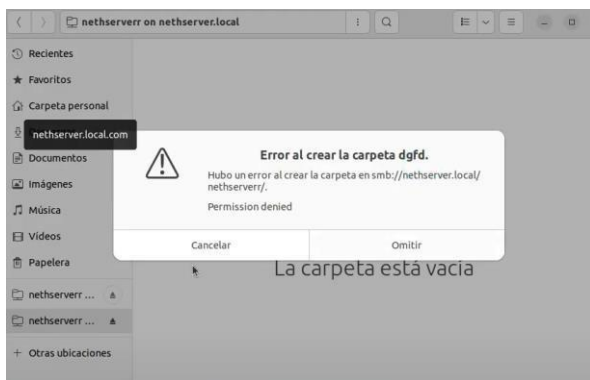 nethserverr on nethserver.local
Recientes
Favoritos
Carpeta personal
nethserver.local.com
Documentos
Imágenes
Música
Vídeos
Papelera
nethserverr ...
nethserverr ...
+ Otras ubicaciones
Error al crear la carpeta dgfd.
Hubo un error al crear la carpeta en smb://nethserver.local/
nethserverr/.
Permission denied
Cancelar
Omitir
La carpeta está vacia